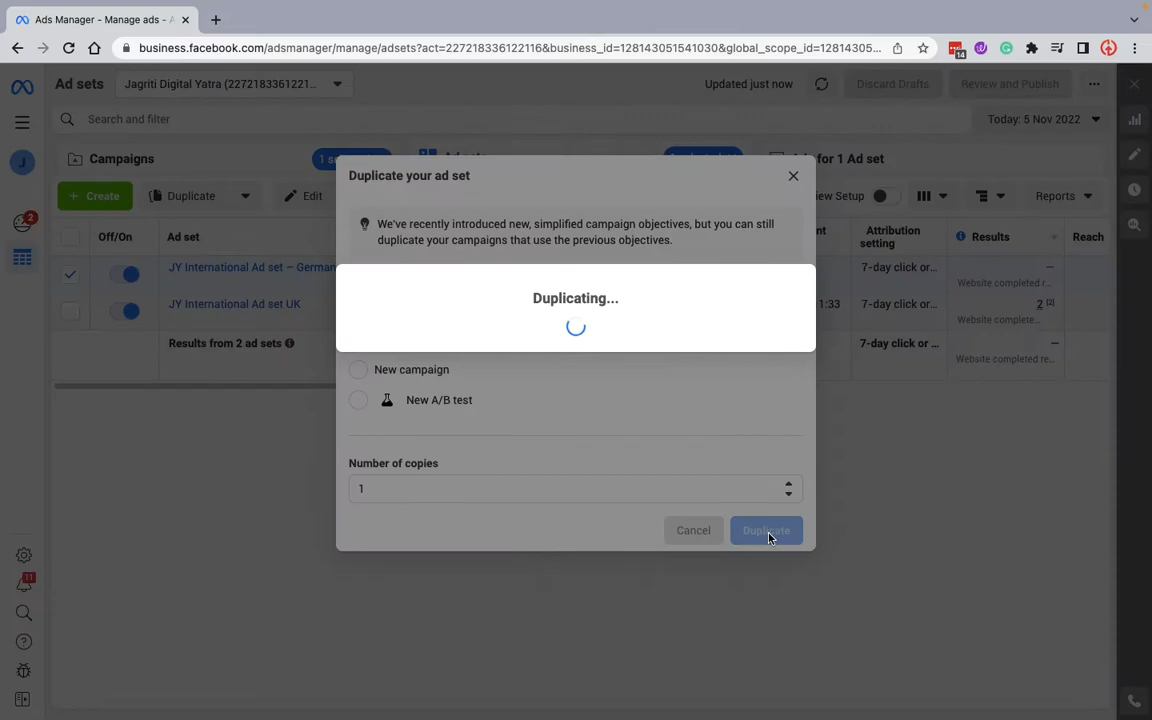 Ads Manager - Manage ads - A
business.facebook.com/adsmanager/manage/adsets?act=227218336122116&business_id=128143051541030&global_scope_id=12814305...
14
Ad sets
Jagriti Digital Yatra (2272183361221...
Updated just now
Discard Drafts
Review and Publish
Search and filter
Today: 5 Nov 2022
Campaigns
for 1 Ad set
J
Duplicate your ad set
+ Create
Duplicate
Edit
Setup
Reports
2
We've recently introduced new, simplified campaign objectives, but you can still
duplicate your campaigns that use the previous objectives.
Off/On
Ad set
Attribution
setting
Results
Reach
JY International Ad set – German
7-day click or...
—
Website completed r...
Duplicating...
JY International Ad set UK
1:33
7-day click or...
2 [2]
Website complete...
Results from 2 ad sets
7-day click or ...
—
Website completed re...
New campaign
New A/B test
Number of copies
1
Cancel
Duplicate
11